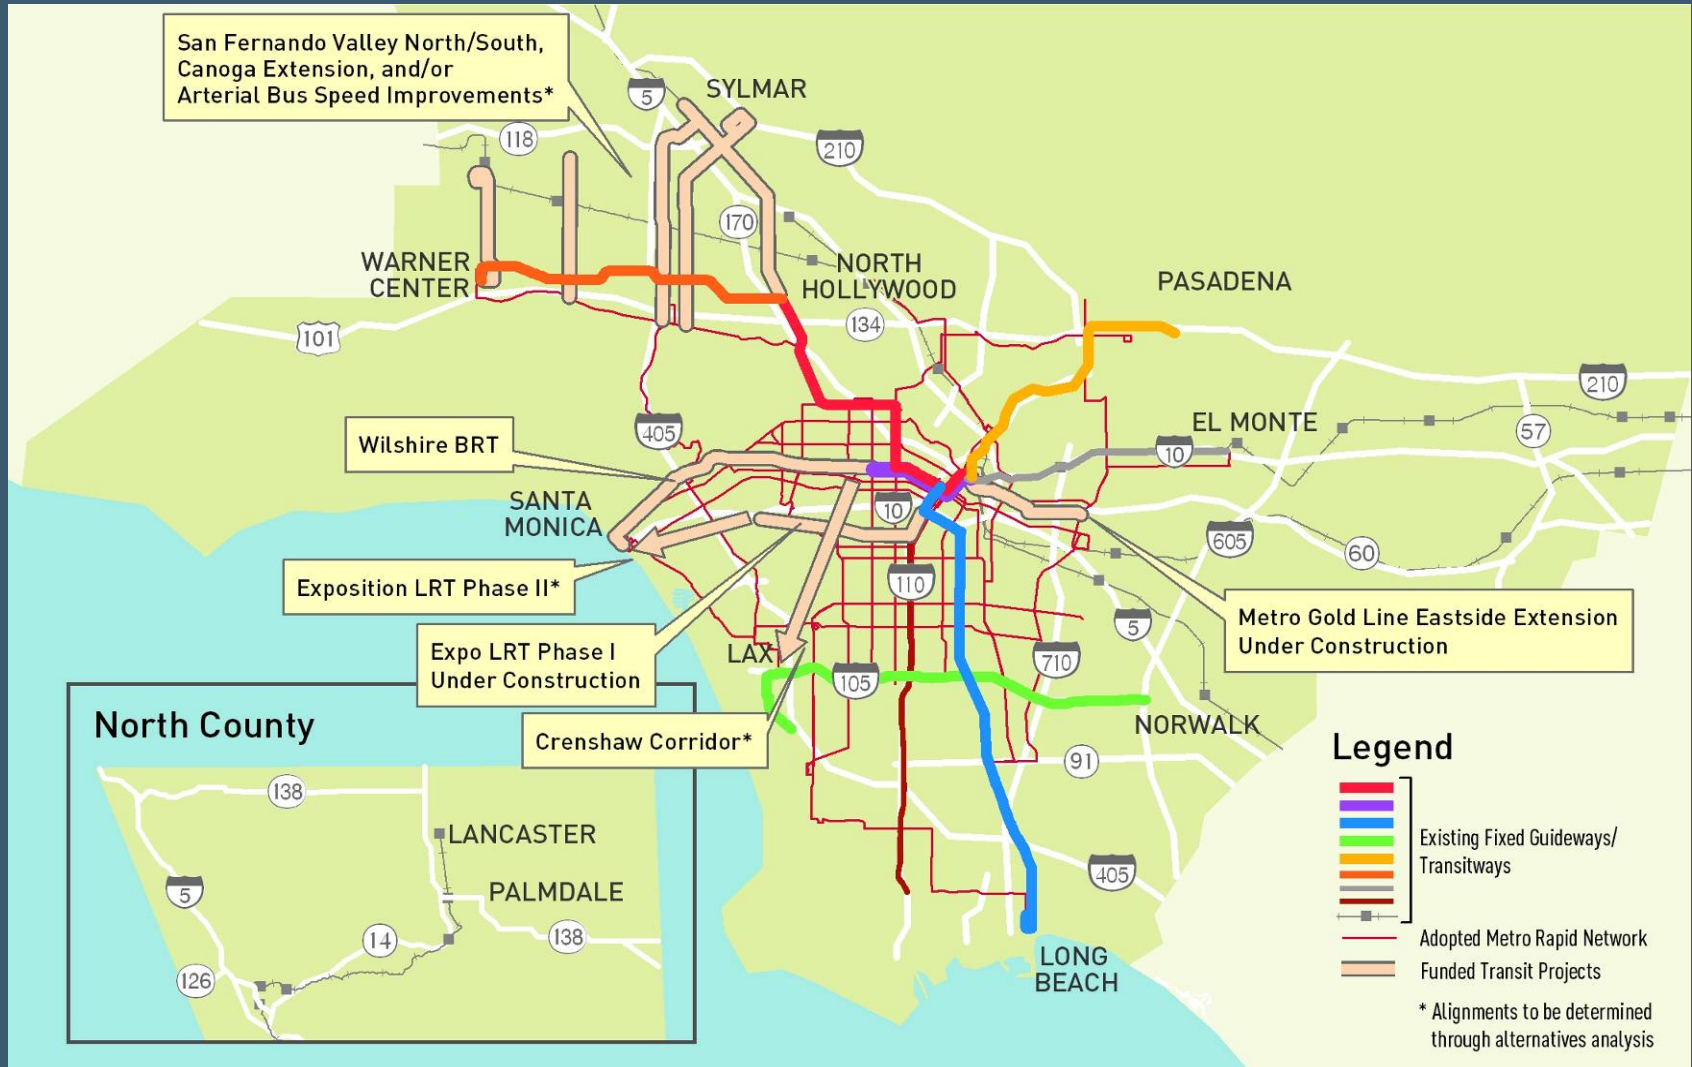 San Fernando Valley North/South,
Canoga Extension, and/or
Arterial Bus Speed Improvements*
5
SYLMAR
118
210
170
WARNER
CENTER
NORTH
HOLLYWOOD
PASADENA
101
134
210
Wilshire BRT
405
EL MONTE
10
57
SANTA
MONICA
10
605
60
Exposition LRT Phase II*
110
Expo LRT Phase I
Under Construction
LAX
5
710
Metro Gold Line Eastside Extension
Under Construction
105
Crenshaw Corridor*
NORWALK
91
405
LONG
BEACH
North County
138
LANCASTER
5
PALMDALE
14
138
126
Legend
Existing Fixed Guideways/
Transitways
Adopted Metro Rapid Network
Funded Transit Projects
* Alignments to be determined
through alternatives analysis